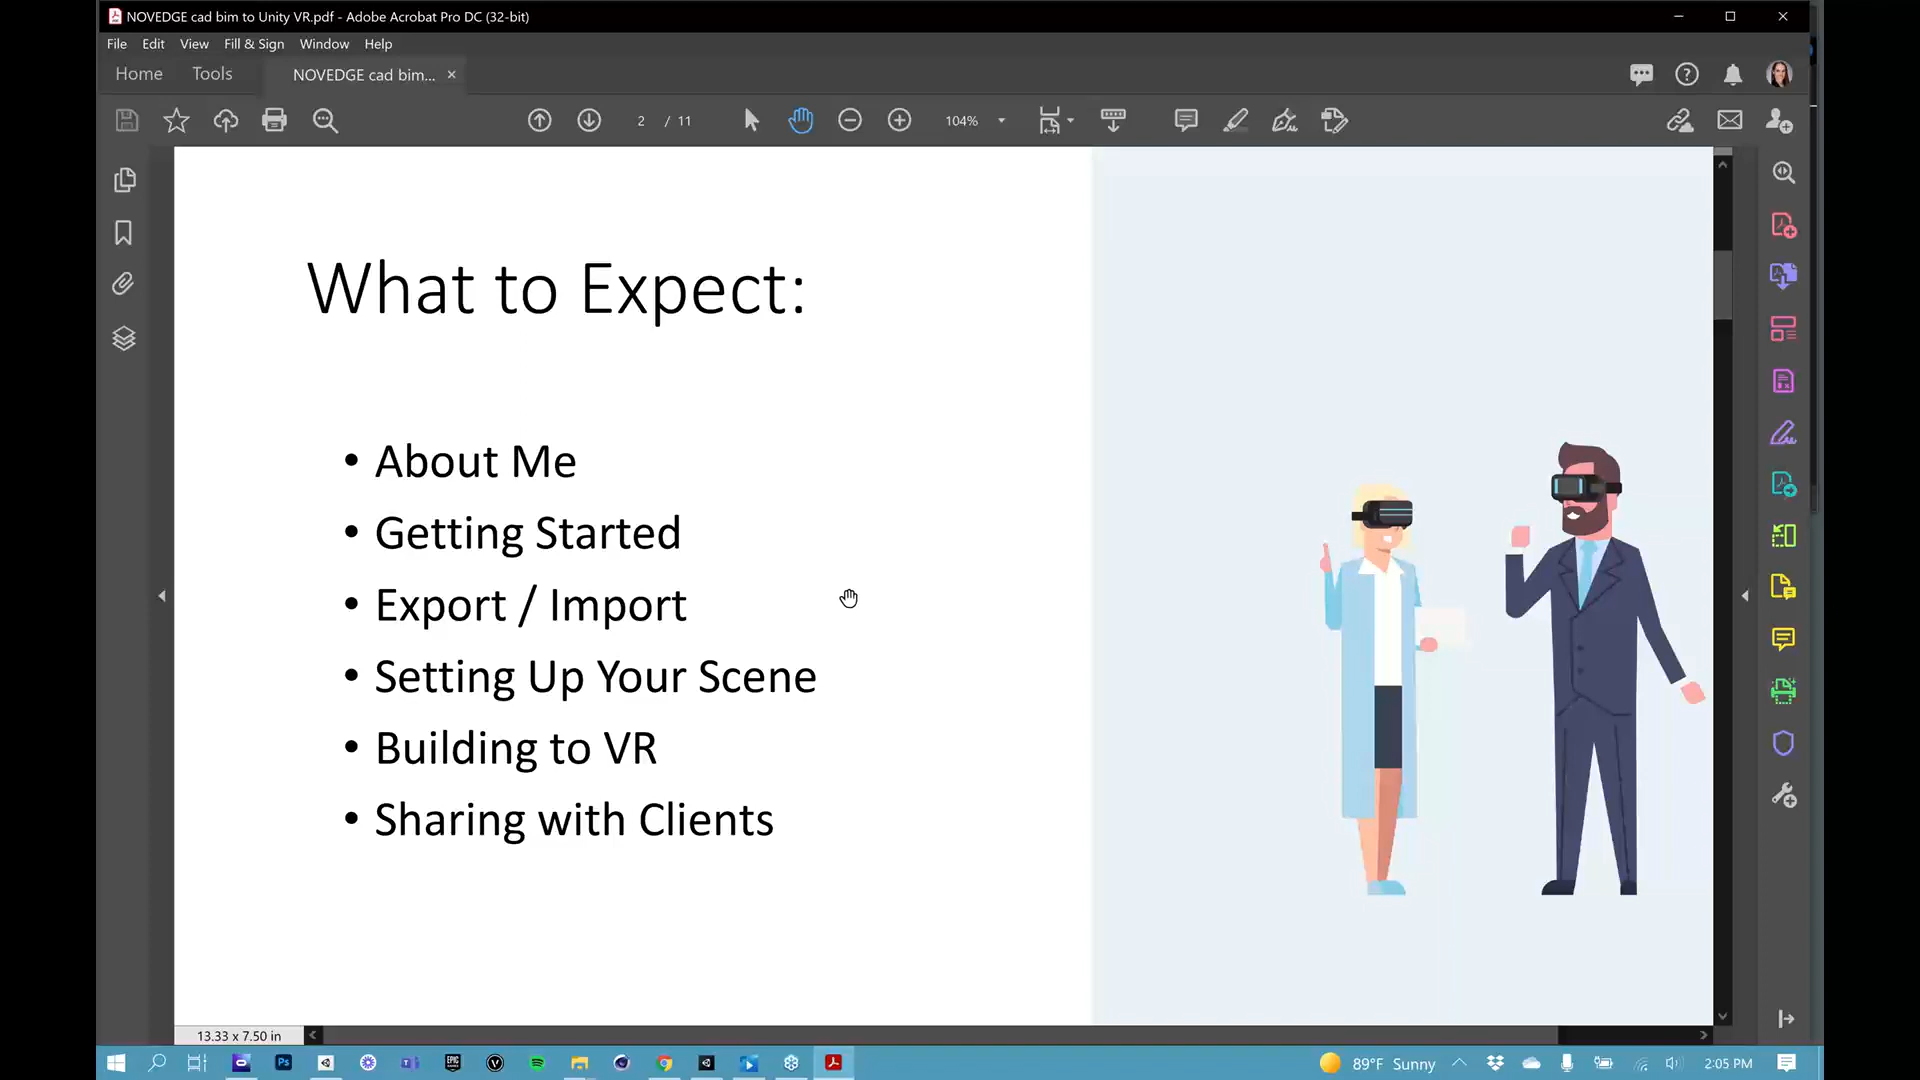 NOVEDGE cad bim to Unity VR.pdf - Adobe Acrobat Pro DC (32-bit)
File Edit View Fill & Sign Window Help
Home Tools NOVEDGE cad bim... ×
2 / 11 104%
What to Expect:
• About Me
• Getting Started
• Export / Import
• Setting Up Your Scene
• Building to VR
• Sharing with Clients
13.33 x 7.50 in
Ps EPIC 89°F Sunny 2:05 PM